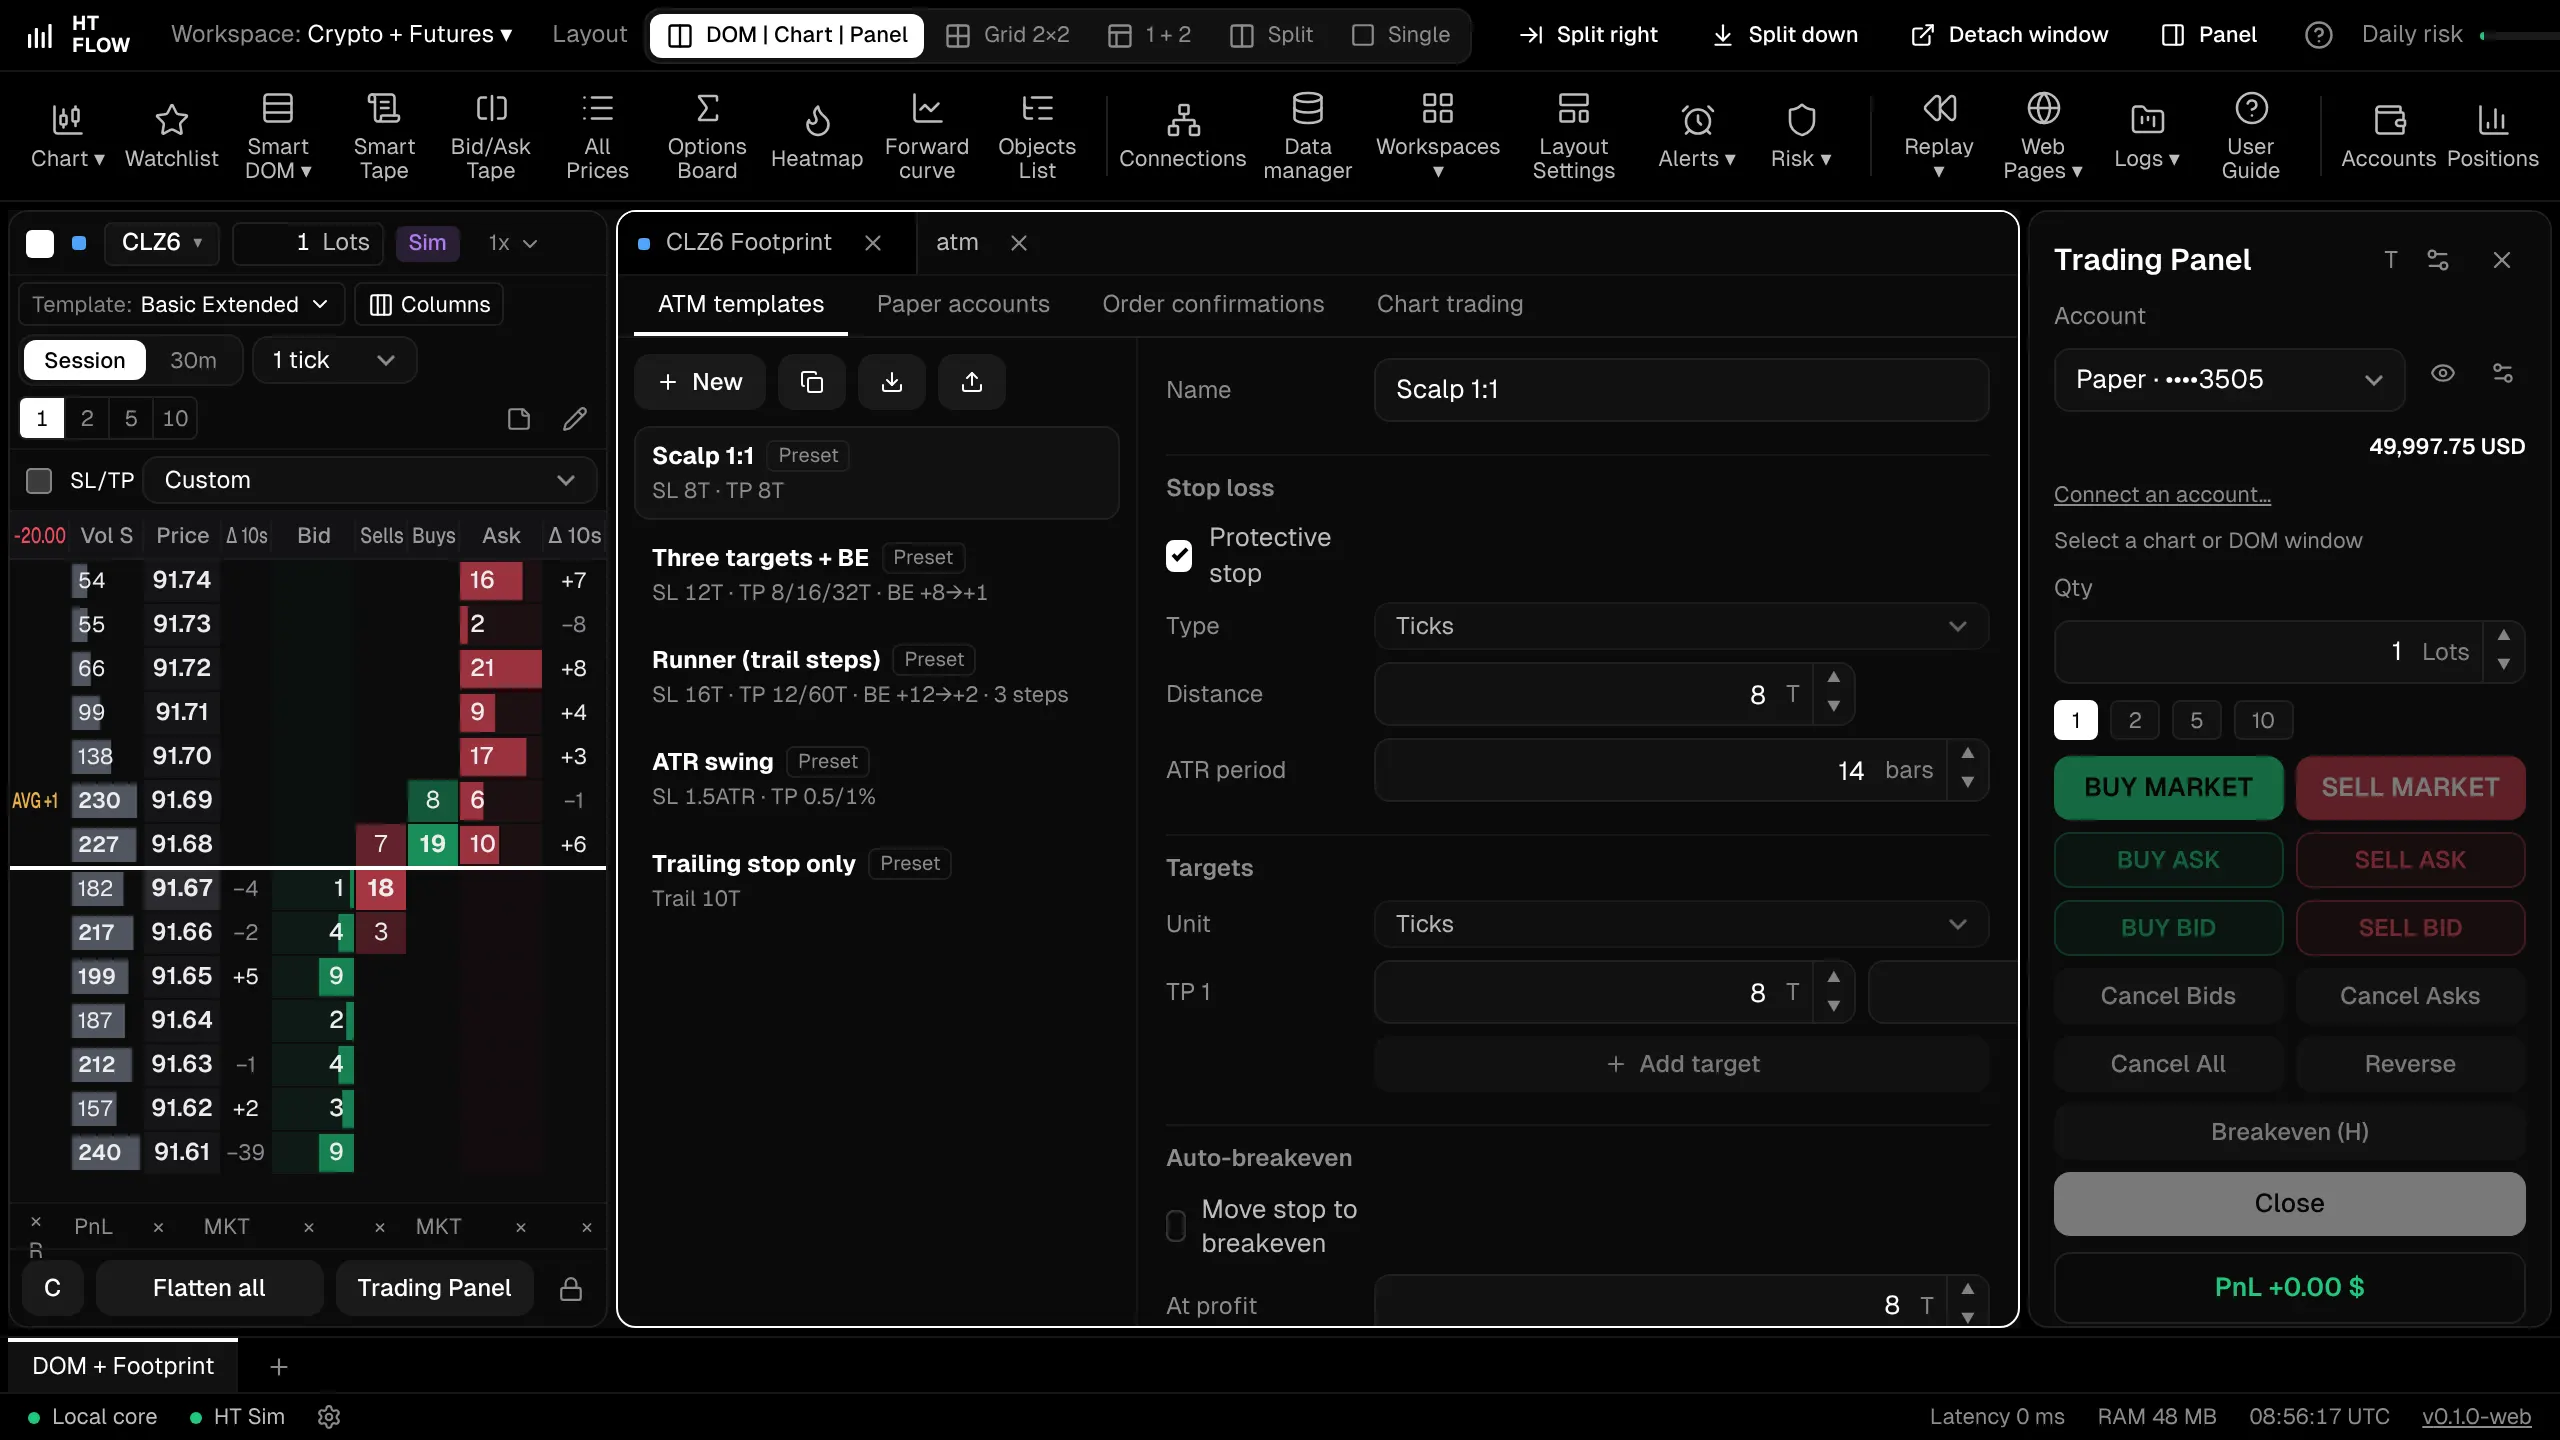 HT FLOW
Workspace: Crypto + Futures ▾ Layout DOM | Chart | Panel Grid 2×2 1 + 2 Split Single Split right Split down Detach window Panel Daily risk
Chart ▾ Watchlist Smart DOM ▾ Smart Tape Bid/Ask Tape All Prices Options Board Heatmap Forward curve Objects List Connections Data manager Workspaces ▾ Layout Settings Alerts ▾ Risk ▾ Replay ▾ Web Pages ▾ Logs ▾ User Guide Accounts Positions
CLZ6 ▾ 1 Lots Sim 1x
Template: Basic Extended Columns
Session 30m 1 tick
1 2 5 10
SL/TP Custom
-20.00 Vol S Price Δ 10s Bid Sells Buys Ask Δ 10s
54 91.74 16 +7
55 91.73 2 −8
66 91.72 21 +8
99 91.71 9 +4
138 91.70 17 +3
AVG +1 230 91.69 8 6 −1
227 91.68 7 19 10 +6
182 91.67 −4 1 18
217 91.66 −2 4 3
199 91.65 +5 9
187 91.64 2
212 91.63 −1 4
157 91.62 +2 3
240 91.61 −39 9
× PnL × MKT × × MKT × ×
C Flatten all Trading Panel
CLZ6 Footprint × atm ×
ATM templates Paper accounts Order confirmations Chart trading
+ New
Scalp 1:1 Preset
SL 8T · TP 8T
Three targets + BE Preset
SL 12T · TP 8/16/32T · BE +8→+1
Runner (trail steps) Preset
SL 16T · TP 12/60T · BE +12→+2 · 3 steps
ATR swing Preset
SL 1.5ATR · TP 0.5/1%
Trailing stop only Preset
Trail 10T
Name Scalp 1:1
Stop loss
Protective
stop
Type Ticks
Distance 8 T
ATR period 14 bars
Targets
Unit Ticks
TP 1 8 T
+ Add target
Auto-breakeven
Move stop to
breakeven
At profit 8 T
Trading Panel T
Account
Paper · ••••3505
49,997.75 USD
Connect an account…
Select a chart or DOM window
Qty
1 Lots
1 2 5 10
BUY MARKET SELL MARKET
BUY ASK SELL ASK
BUY BID SELL BID
Cancel Bids Cancel Asks
Cancel All Reverse
Breakeven (H)
Close
PnL +0.00 $
DOM + Footprint +
Local core HT Sim Latency 0 ms RAM 48 MB 08:56:17 UTC v0.1.0-web